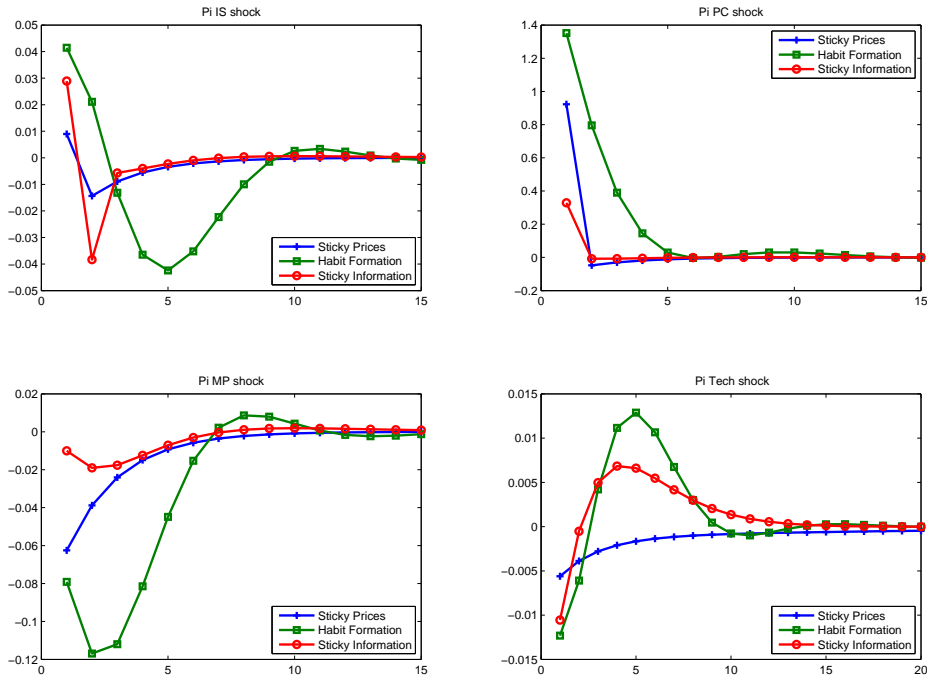 Pi IS shock
0.05
0.04
0.03
0.02
0.01
0
−0.01
−0.02
−0.03
−0.04
−0.05
0 5 10 15
Sticky Prices
Habit Formation
Sticky Information
Pi PC shock
1.4
1.2
1
0.8
0.6
0.4
0.2
0
−0.2
0 5 10 15
Sticky Prices
Habit Formation
Sticky Information
Pi MP shock
0.02
0
−0.02
−0.04
−0.06
−0.08
−0.1
−0.12
0 5 10 15
Sticky Prices
Habit Formation
Sticky Information
Pi Tech shock
0.015
0.01
0.005
0
−0.005
−0.01
−0.015
0 5 10 15 20
Sticky Prices
Habit Formation
Sticky Information